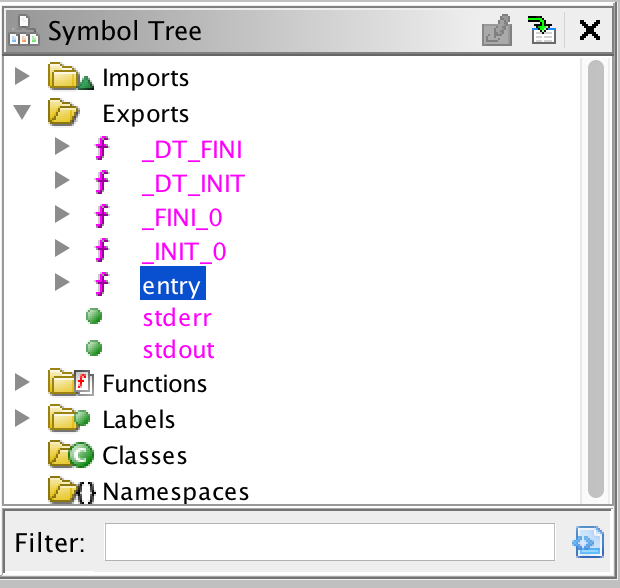 Symbol Tree
Imports
Exports
f _DT_FINI
f _DT_INIT
f _FINI_0
f _INIT_0
f entry
stderr
stdout
f Functions
Labels
C Classes
{} Namespaces
Filter: